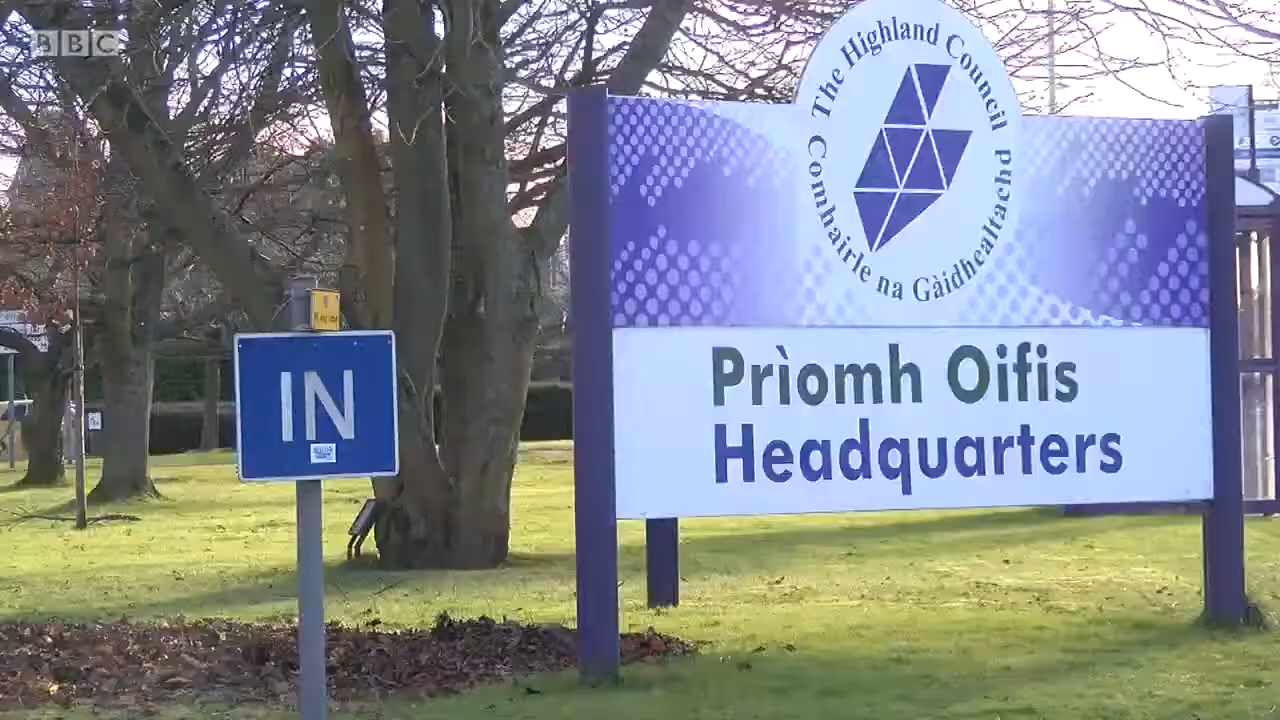 BBC
The Highland Council
Comhairle na Gàidhealtachd
IN
Prìomh Oifis
Headquarters